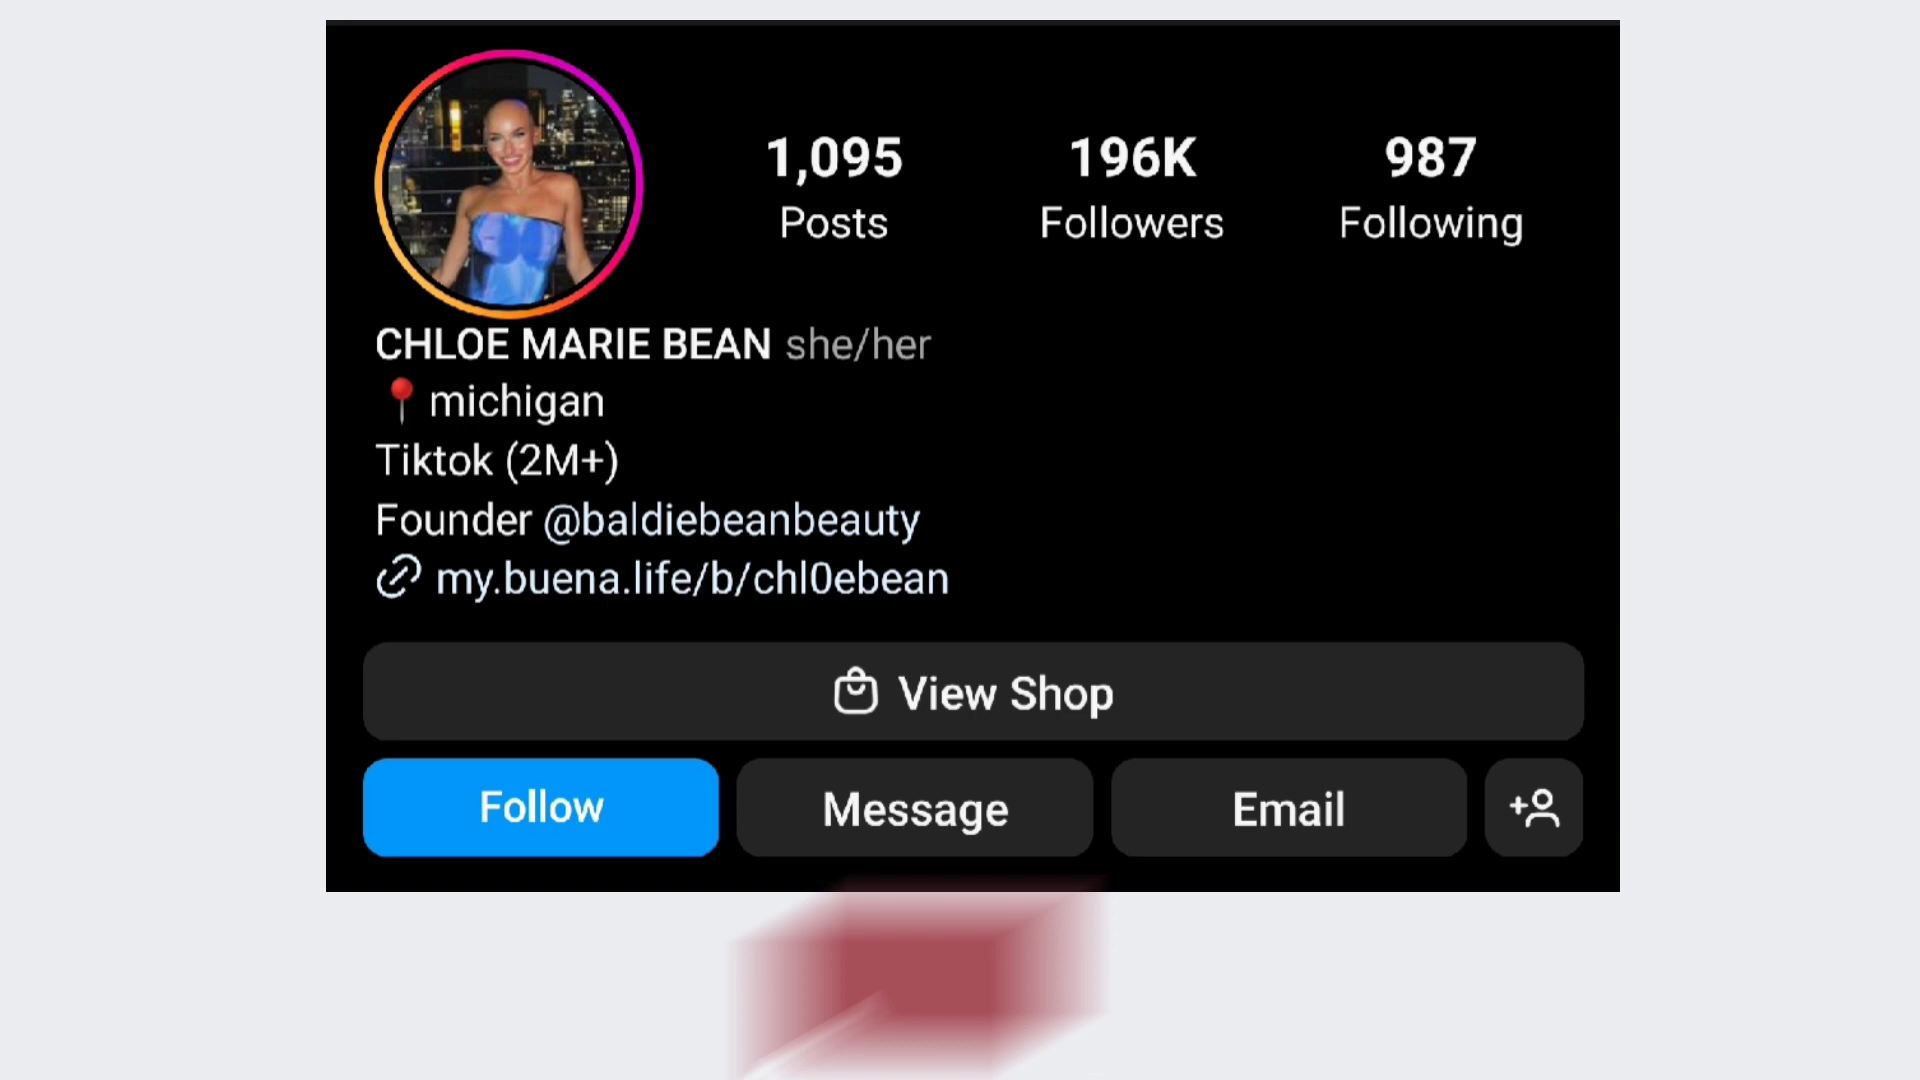 1,095 196K 987
Posts Followers Following
CHLOE MARIE BEAN she/her
📍 michigan
Tiktok (2M+)
Founder @baldiebeanbeauty
my.buena.life/b/chl0ebean
View Shop
Follow Message Email